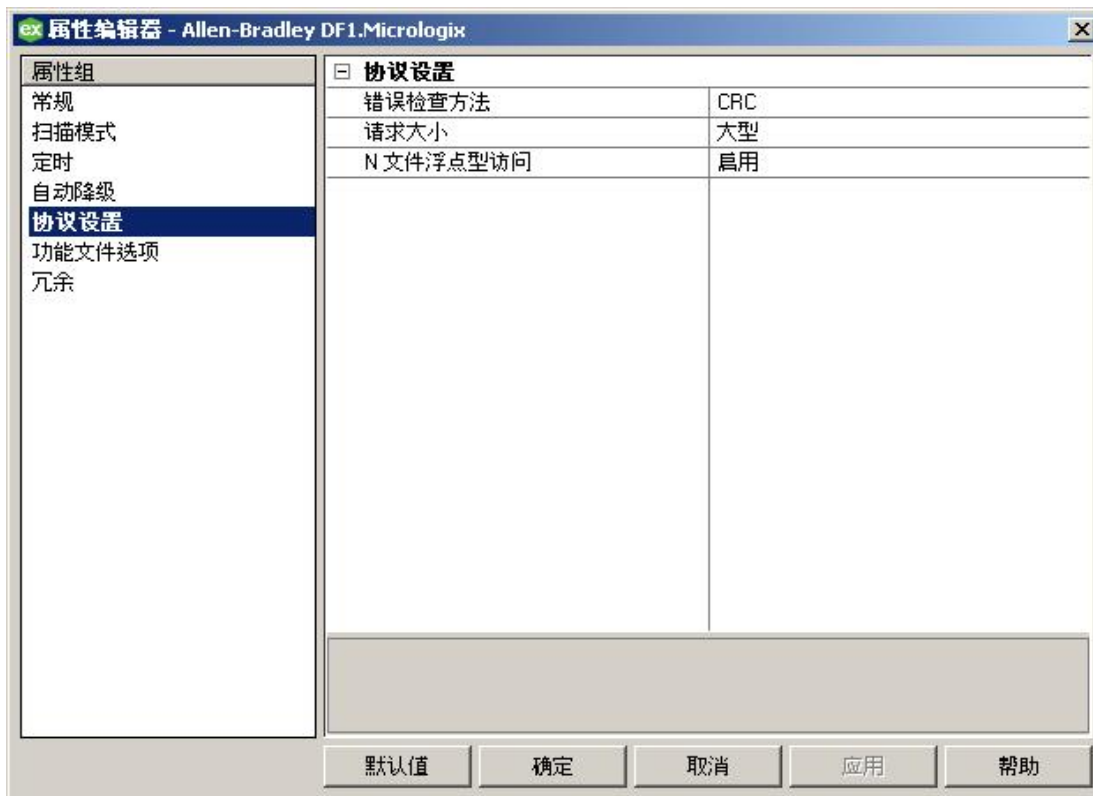 ex 属性编辑器 - Allen-Bradley DF1.Micrologix
属性组
常规
扫描模式
定时
自动降级
协议设置
功能文件选项
冗余
协议设置
错误检查方法 CRC
请求大小 大型
N 文件浮点型访问 启用
默认值 确定 取消 应用 帮助